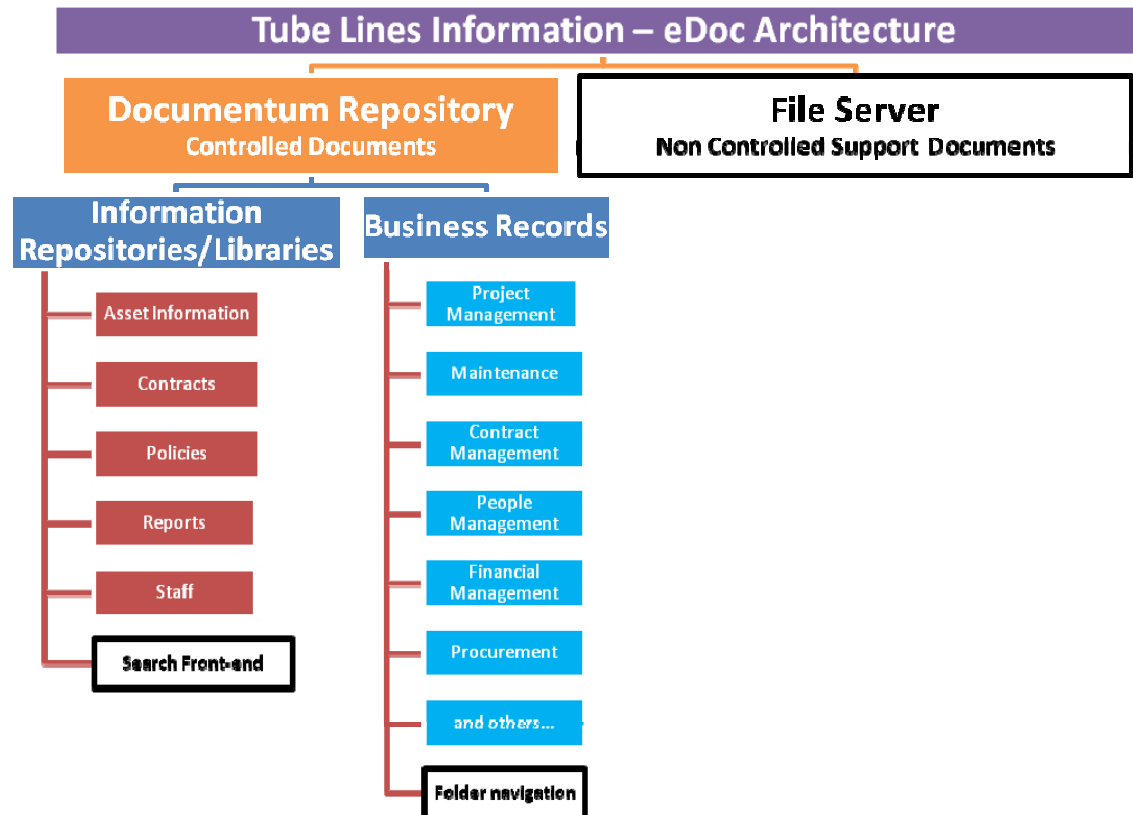 Tube Lines Information – eDoc Architecture
Documentum Repository
Controlled Documents
File Server
Non Controlled Support Documents
Information
Repositories/Libraries
Asset Information
Contracts
Policies
Reports
Staff
Search Front-end
Business Records
Project
Management
Maintenance
Contract
Management
People
Management
Financial
Management
Procurement
and others...
Folder navigation